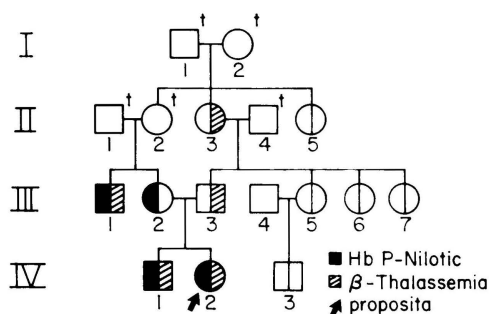 I
† †
1 2
II
† † †
1 2 3 4 5
III
1 2 3 4 5 6 7
IV
1 2 3
Hb P-Nilotic
β-Thalassemia
proposita